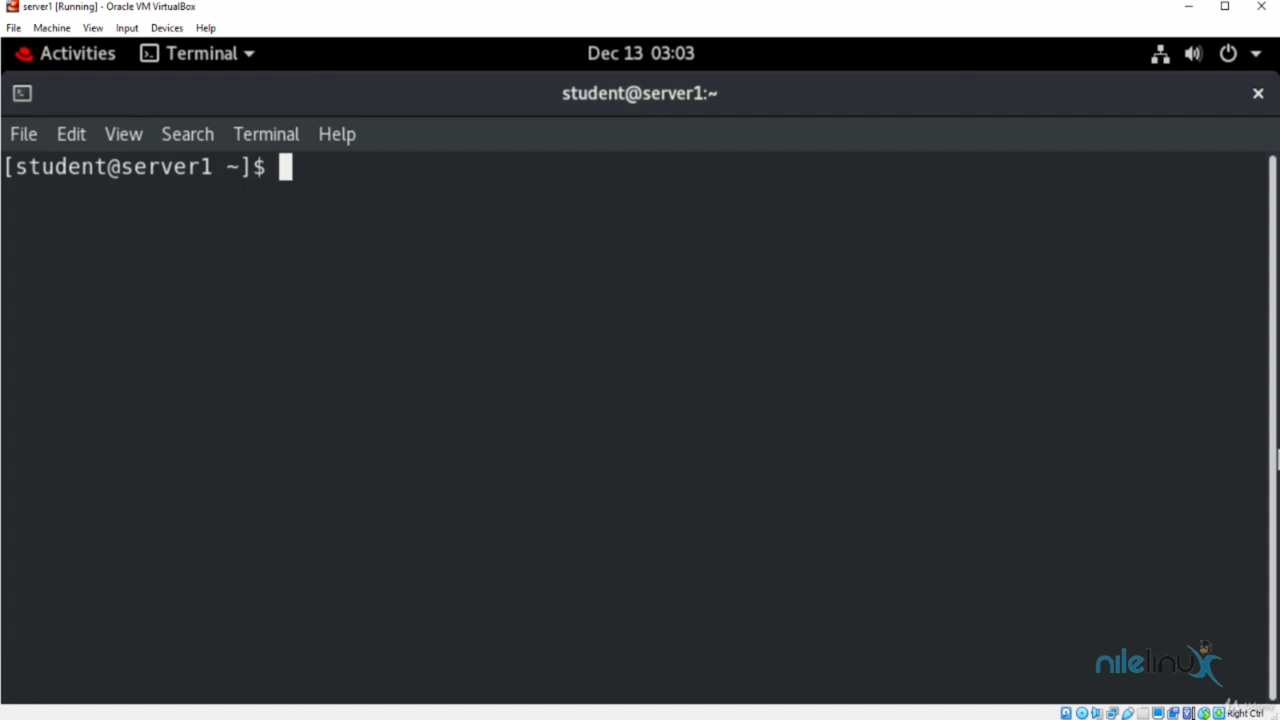 server1 [Running] - Oracle VM VirtualBox
File Machine View Input Devices Help
Activities Terminal Dec 13 03:03
student@server1:~
File Edit View Search Terminal Help
[student@server1 ~]$
nilelinux
Right Ctrl